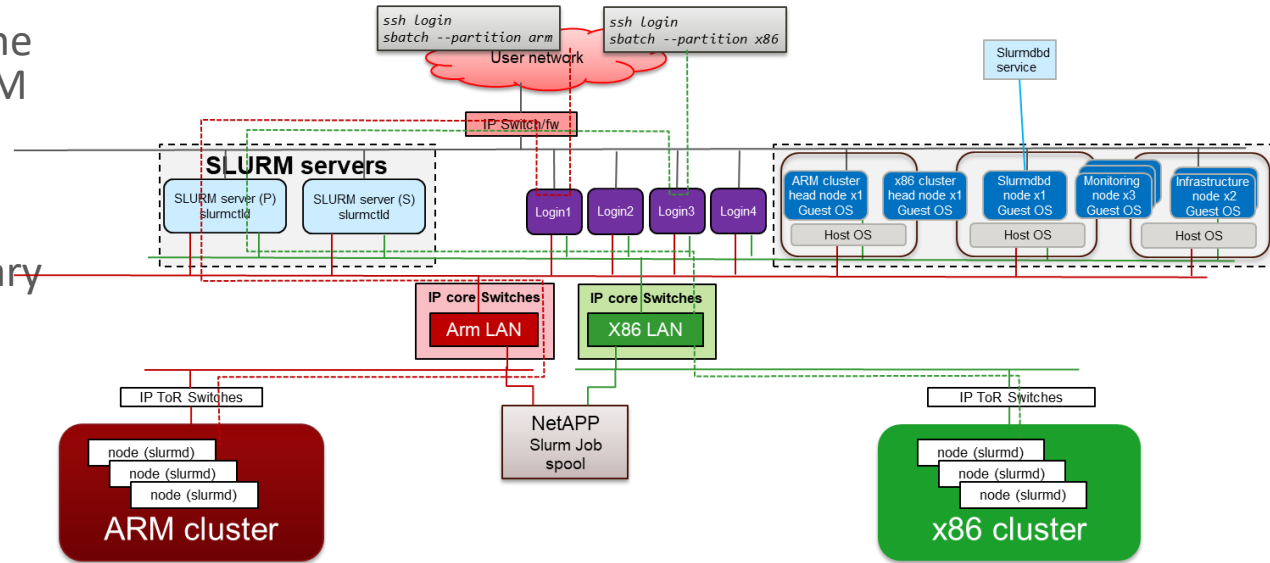 ssh login
sbatch --partition arm
ssh login
sbatch --partition x86
User network
Slurmdbd
service
IP Switch/fw
SLURM servers
SLURM server (P)
slurmctld
SLURM server (S)
slurmctld
Login1
Login2
Login3
Login4
ARM cluster
head node x1
Guest OS
x86 cluster
head node x1
Guest OS
Slurmdbd
node x1
Guest OS
Monitoring
node x3
Guest OS
Infrastructure
node x2
Guest OS
Host OS
Host OS
Host OS
IP core Switches
Arm LAN
IP core Switches
X86 LAN
IP ToR Switches
IP ToR Switches
NetAPP
Slurm Job
spool
node (slurmd)
node (slurmd)
node (slurmd)
ARM cluster
node (slurmd)
node (slurmd)
node (slurmd)
x86 cluster